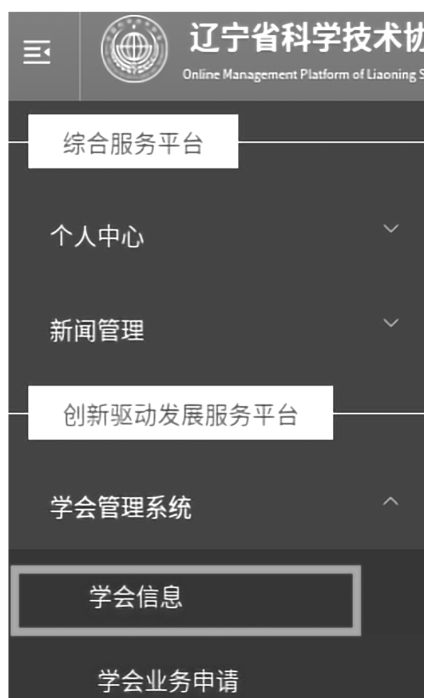 辽宁省科学技术协
Online Management Platform of Liaoning S
综合服务平台
个人中心
新闻管理
创新驱动发展服务平台
学会管理系统
学会信息
学会业务申请